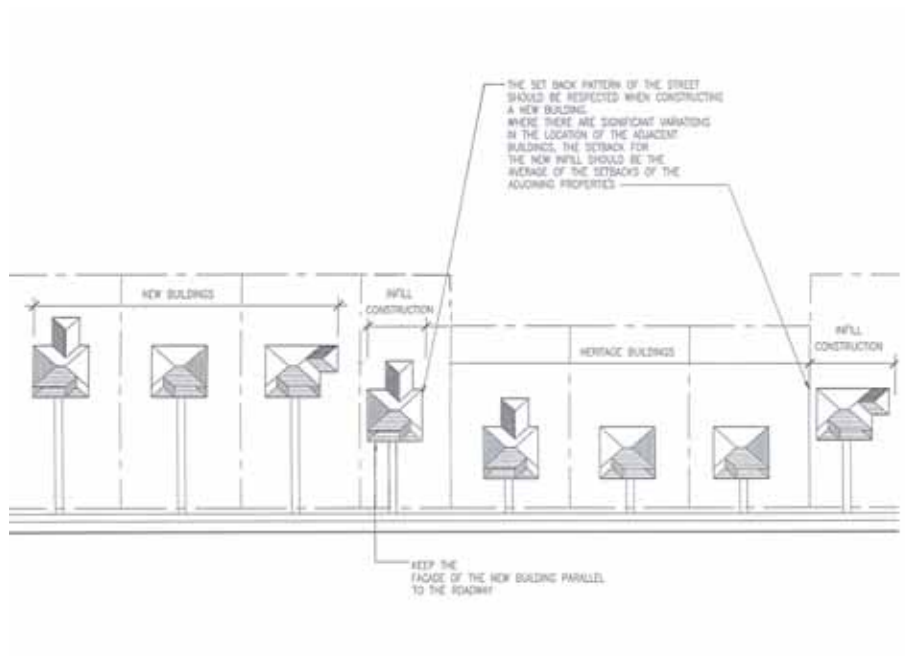 THE SET BACK PATTERN OF THE STREET
SHOULD BE RESPECTED WHEN CONSTRUCTING
A NEW BUILDING.
WHERE THERE ARE SIGNIFICANT VARIATIONS
IN THE LOCATION OF THE ADJACENT
BUILDINGS, THE SETBACK FOR
THE NEW INFILL SHOULD BE THE
AVERAGE OF THE SETBACKS OF THE
ADJOINING PROPERTIES
NEW BUILDINGS
INFILL
CONSTRUCTION
HERITAGE BUILDINGS
INFILL
CONSTRUCTION
KEEP THE
FACADE OF THE NEW BUILDING PARALLEL
TO THE ROADWAY